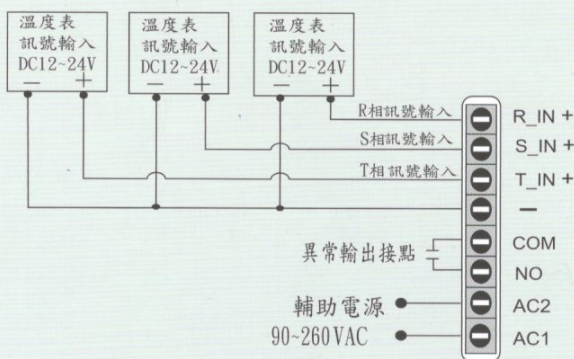 溫度表
訊號輸入
DC12~24V
－ +
溫度表
訊號輸入
DC12~24V
－ +
溫度表
訊號輸入
DC12~24V
－ +
R相訊號輸入
R_IN +
S相訊號輸入
S_IN +
T相訊號輸入
T_IN +
－
異常輸出接點
COM
NO
輔助電源
AC2
90~260VAC
AC1